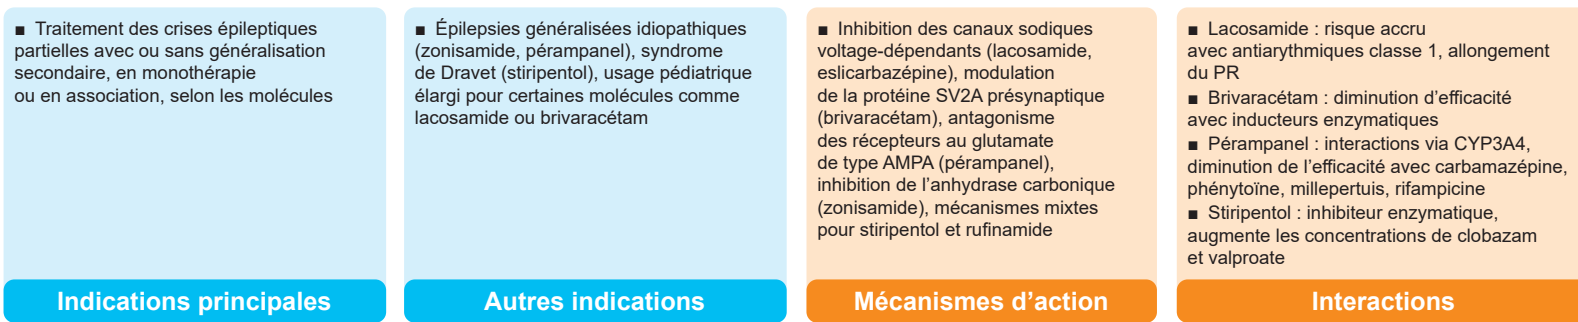 ■ Traitement des crises épileptiques
partielles avec ou sans généralisation
secondaire, en monothérapie
ou en association, selon les molécules
Indications principales
■ Épilepsies généralisées idiopathiques
(zonisamide, pérampanel), syndrome
de Dravet (stiripentol), usage pédiatrique
élargi pour certaines molécules comme
lacosamide ou brivaracétam
Autres indications
■ Inhibition des canaux sodiques
voltage-dépendants (lacosamide,
eslicarbazépine), modulation
de la protéine SV2A présynaptique
(brivaracétam), antagonisme
des récepteurs au glutamate
de type AMPA (pérampanel),
inhibition de l’anhydrase carbonique
(zonisamide), mécanismes mixtes
pour stiripentol et rufinamide
Mécanismes d’action
■ Lacosamide : risque accru
avec antiarythmiques classe 1, allongement
du PR
■ Brivaracétam : diminution d’efficacité
avec inducteurs enzymatiques
■ Pérampanel : interactions via CYP3A4,
diminution de l’efficacité avec carbamazépine,
phénytoïne, millepertuis, rifampicine
■ Stiripentol : inhibiteur enzymatique,
augmente les concentrations de clobazam
et valproate
Interactions